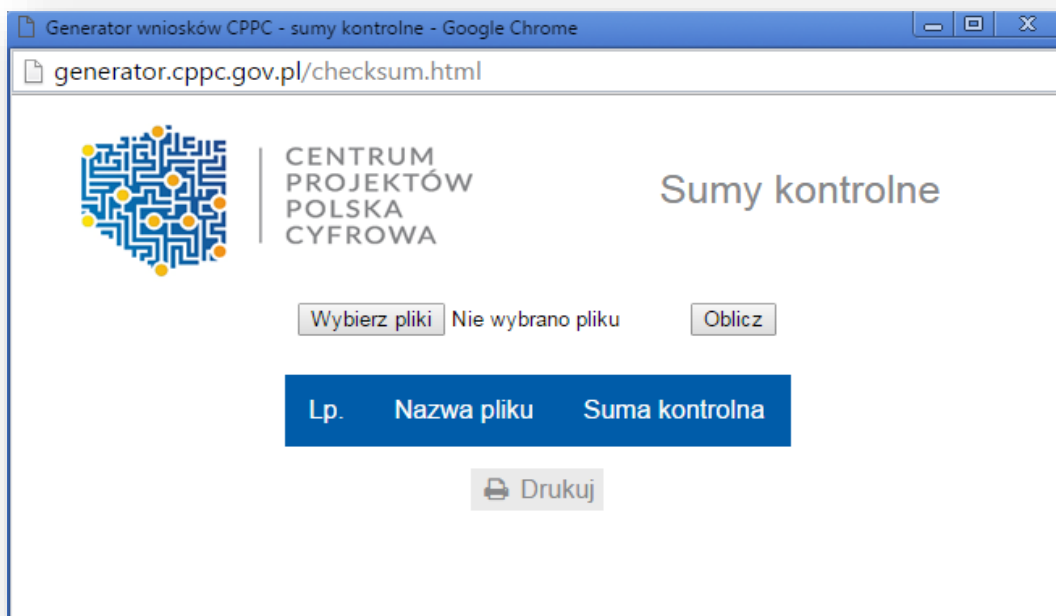 Generator wniosków CPPC - sumy kontrolne - Google Chrome
generator.cppc.gov.pl/checksum.html
CENTRUM
PROJEKTÓW
POLSKA
CYFROWA
Sumy kontrolne
Wybierz pliki Nie wybrano pliku Oblicz
Lp. Nazwa pliku Suma kontrolna
Drukuj